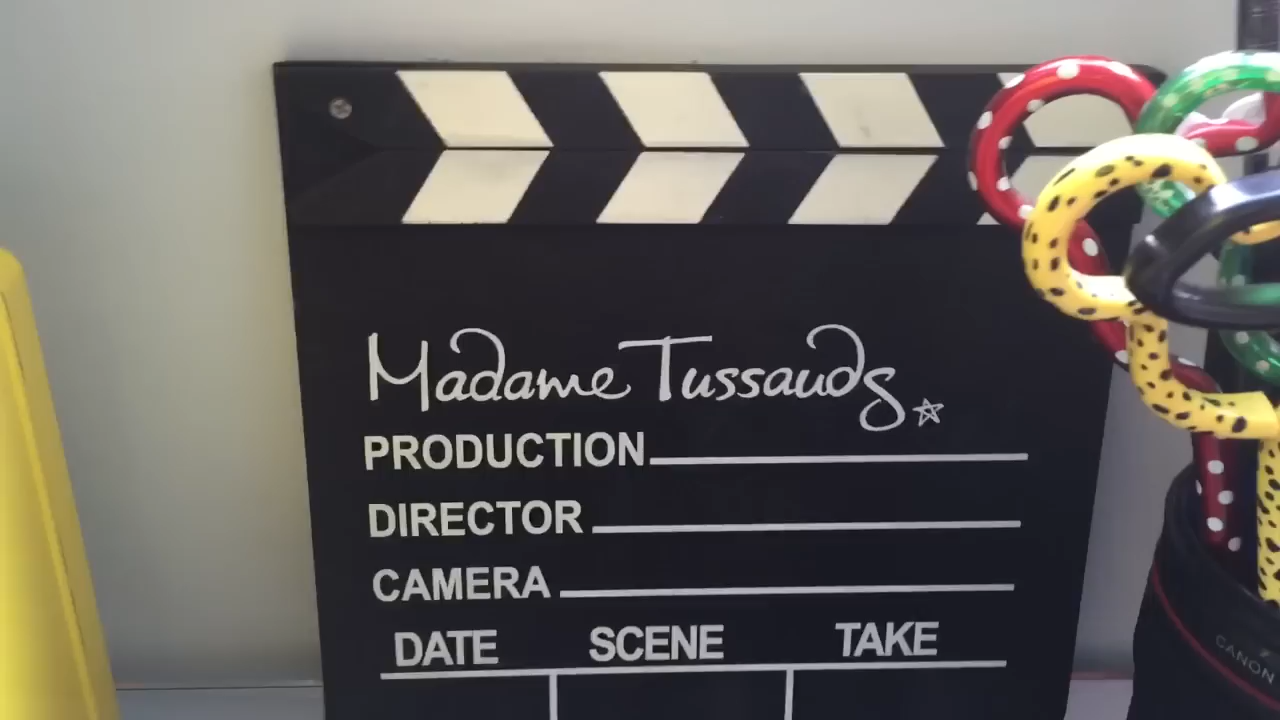 Madame Tussauds
PRODUCTION
DIRECTOR
CAMERA
DATE SCENE TAKE
CANON